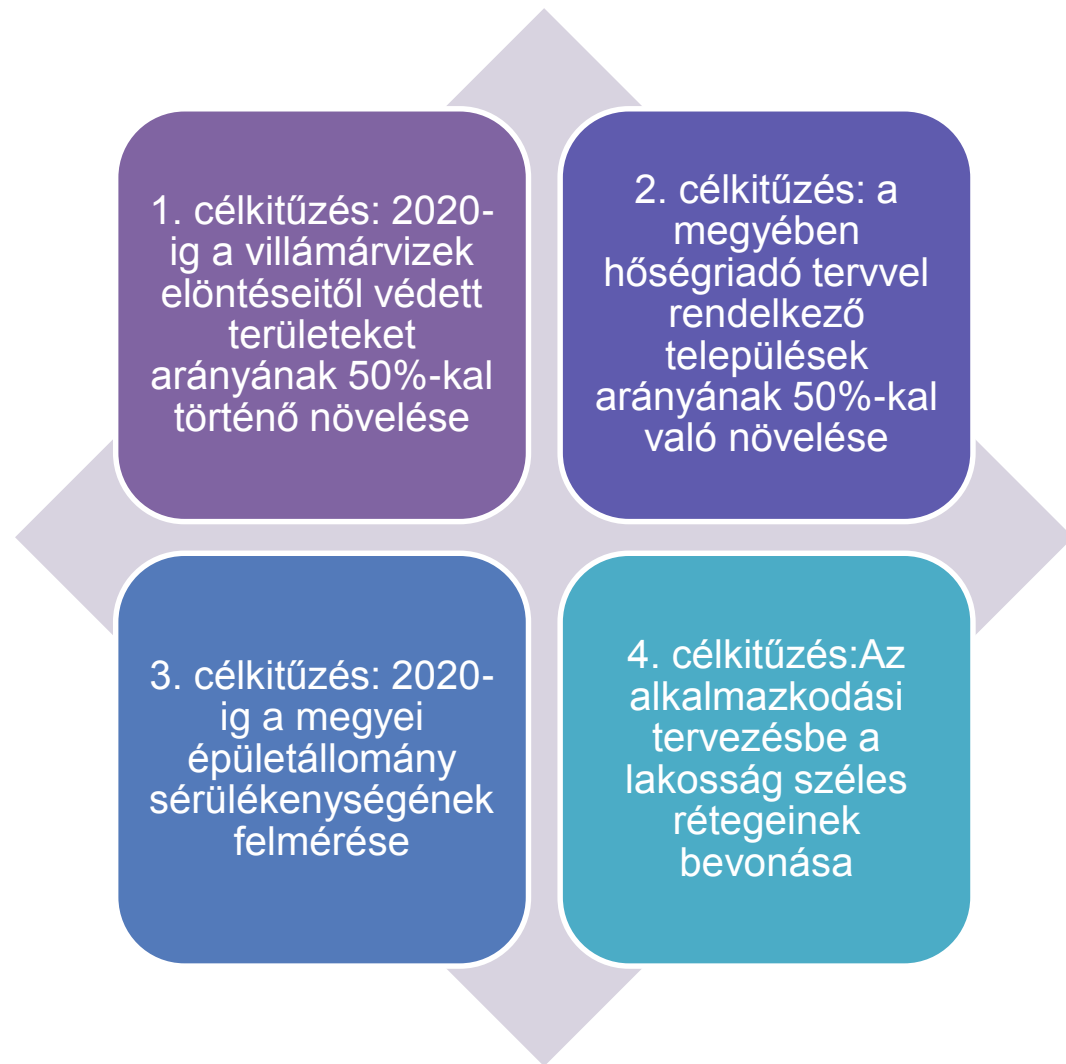 1. célkitűzés: 2020-
ig a villámárvizek
elöntéseitől védett
területeket
arányának 50%-kal
történő növelése
2. célkitűzés: a
megyében
hőségriadó tervvel
rendelkező
települések
arányának 50%-kal
való növelése
3. célkitűzés: 2020-
ig a megyei
épületállomány
sérülékenységének
felmérése
4. célkitűzés:Az
alkalmazkodási
tervezésbe a
lakosság széles
rétegeinek
bevonása